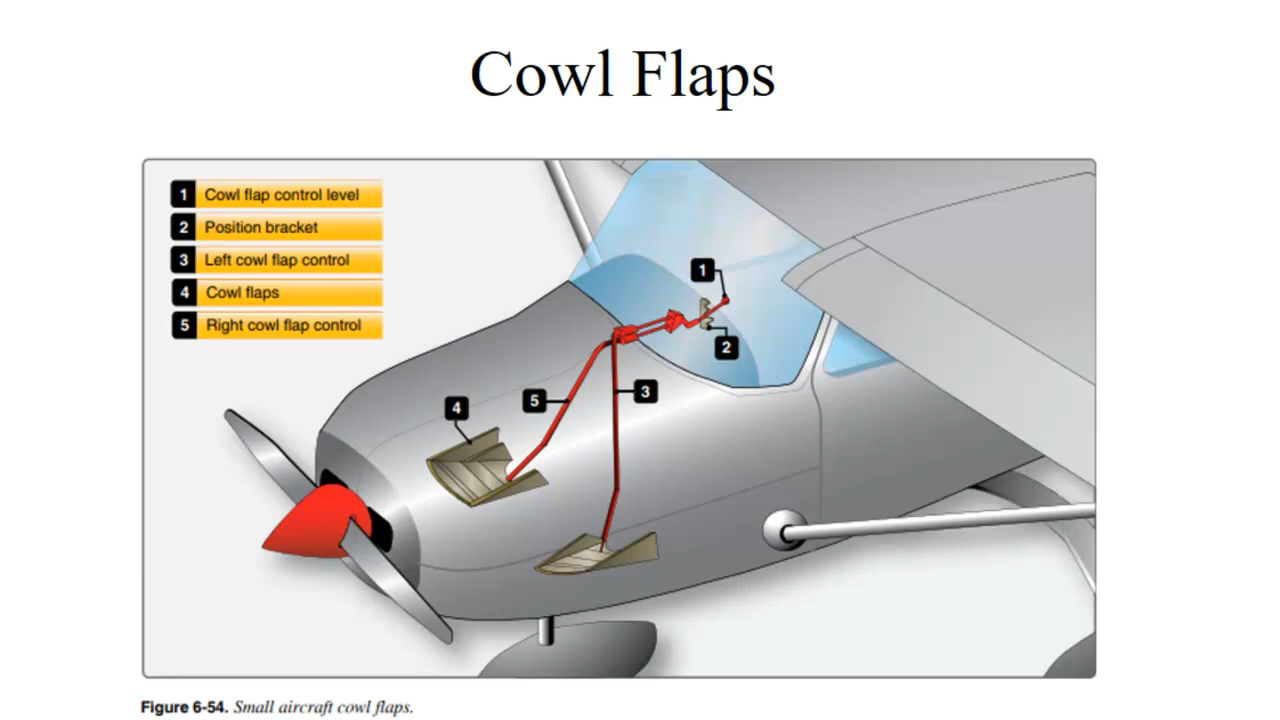 Cowl Flaps
1 Cowl flap control level
2 Position bracket
3 Left cowl flap control
4 Cowl flaps
5 Right cowl flap control
1
2
3
5
4
Figure 6-54. Small aircraft cowl flaps.